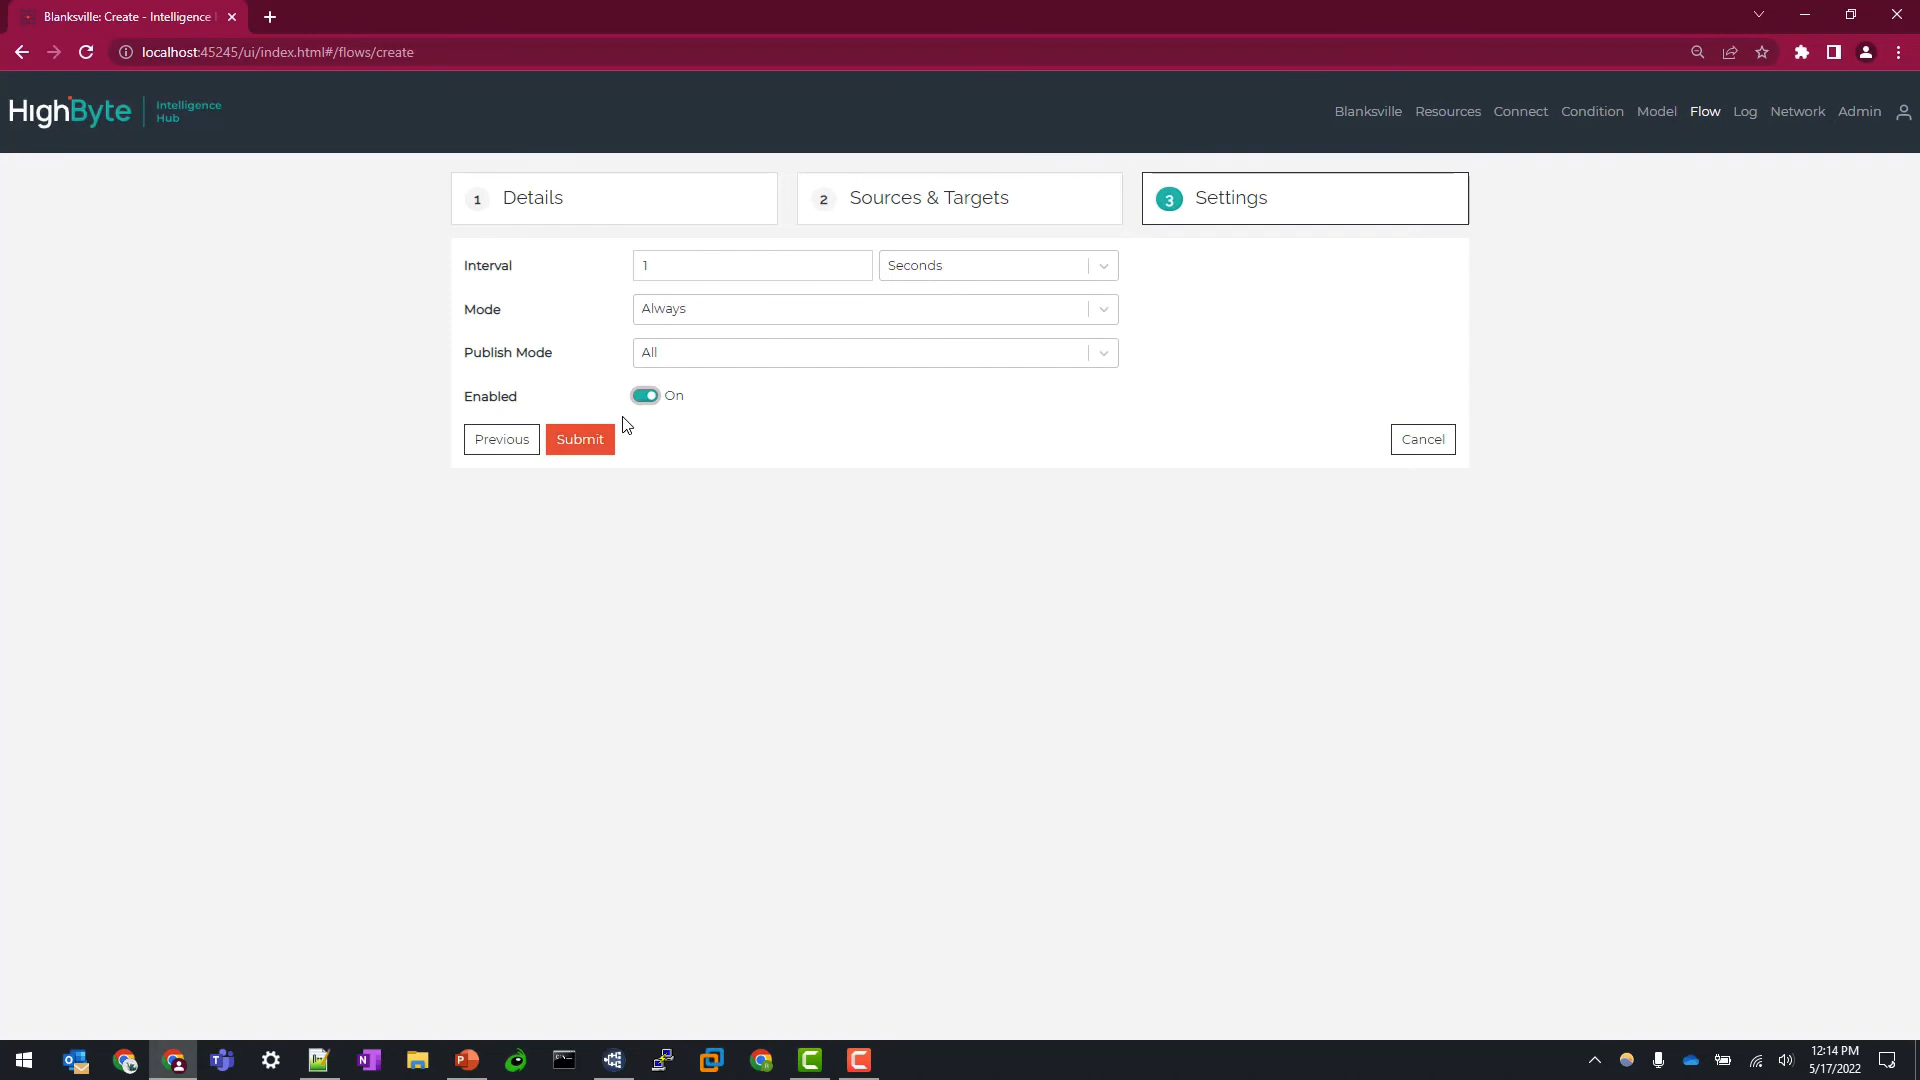 Blanksville: Create - Intelligence
localhost:45245/ui/index.html#/flows/create
HighByte Intelligence Hub
Blanksville Resources Connect Condition Model Flow Log Network Admin
1 Details 2 Sources & Targets 3 Settings
Interval 1 Seconds
Mode Always
Publish Mode All
Enabled On
Previous Submit Cancel
12:14 PM
5/17/2022